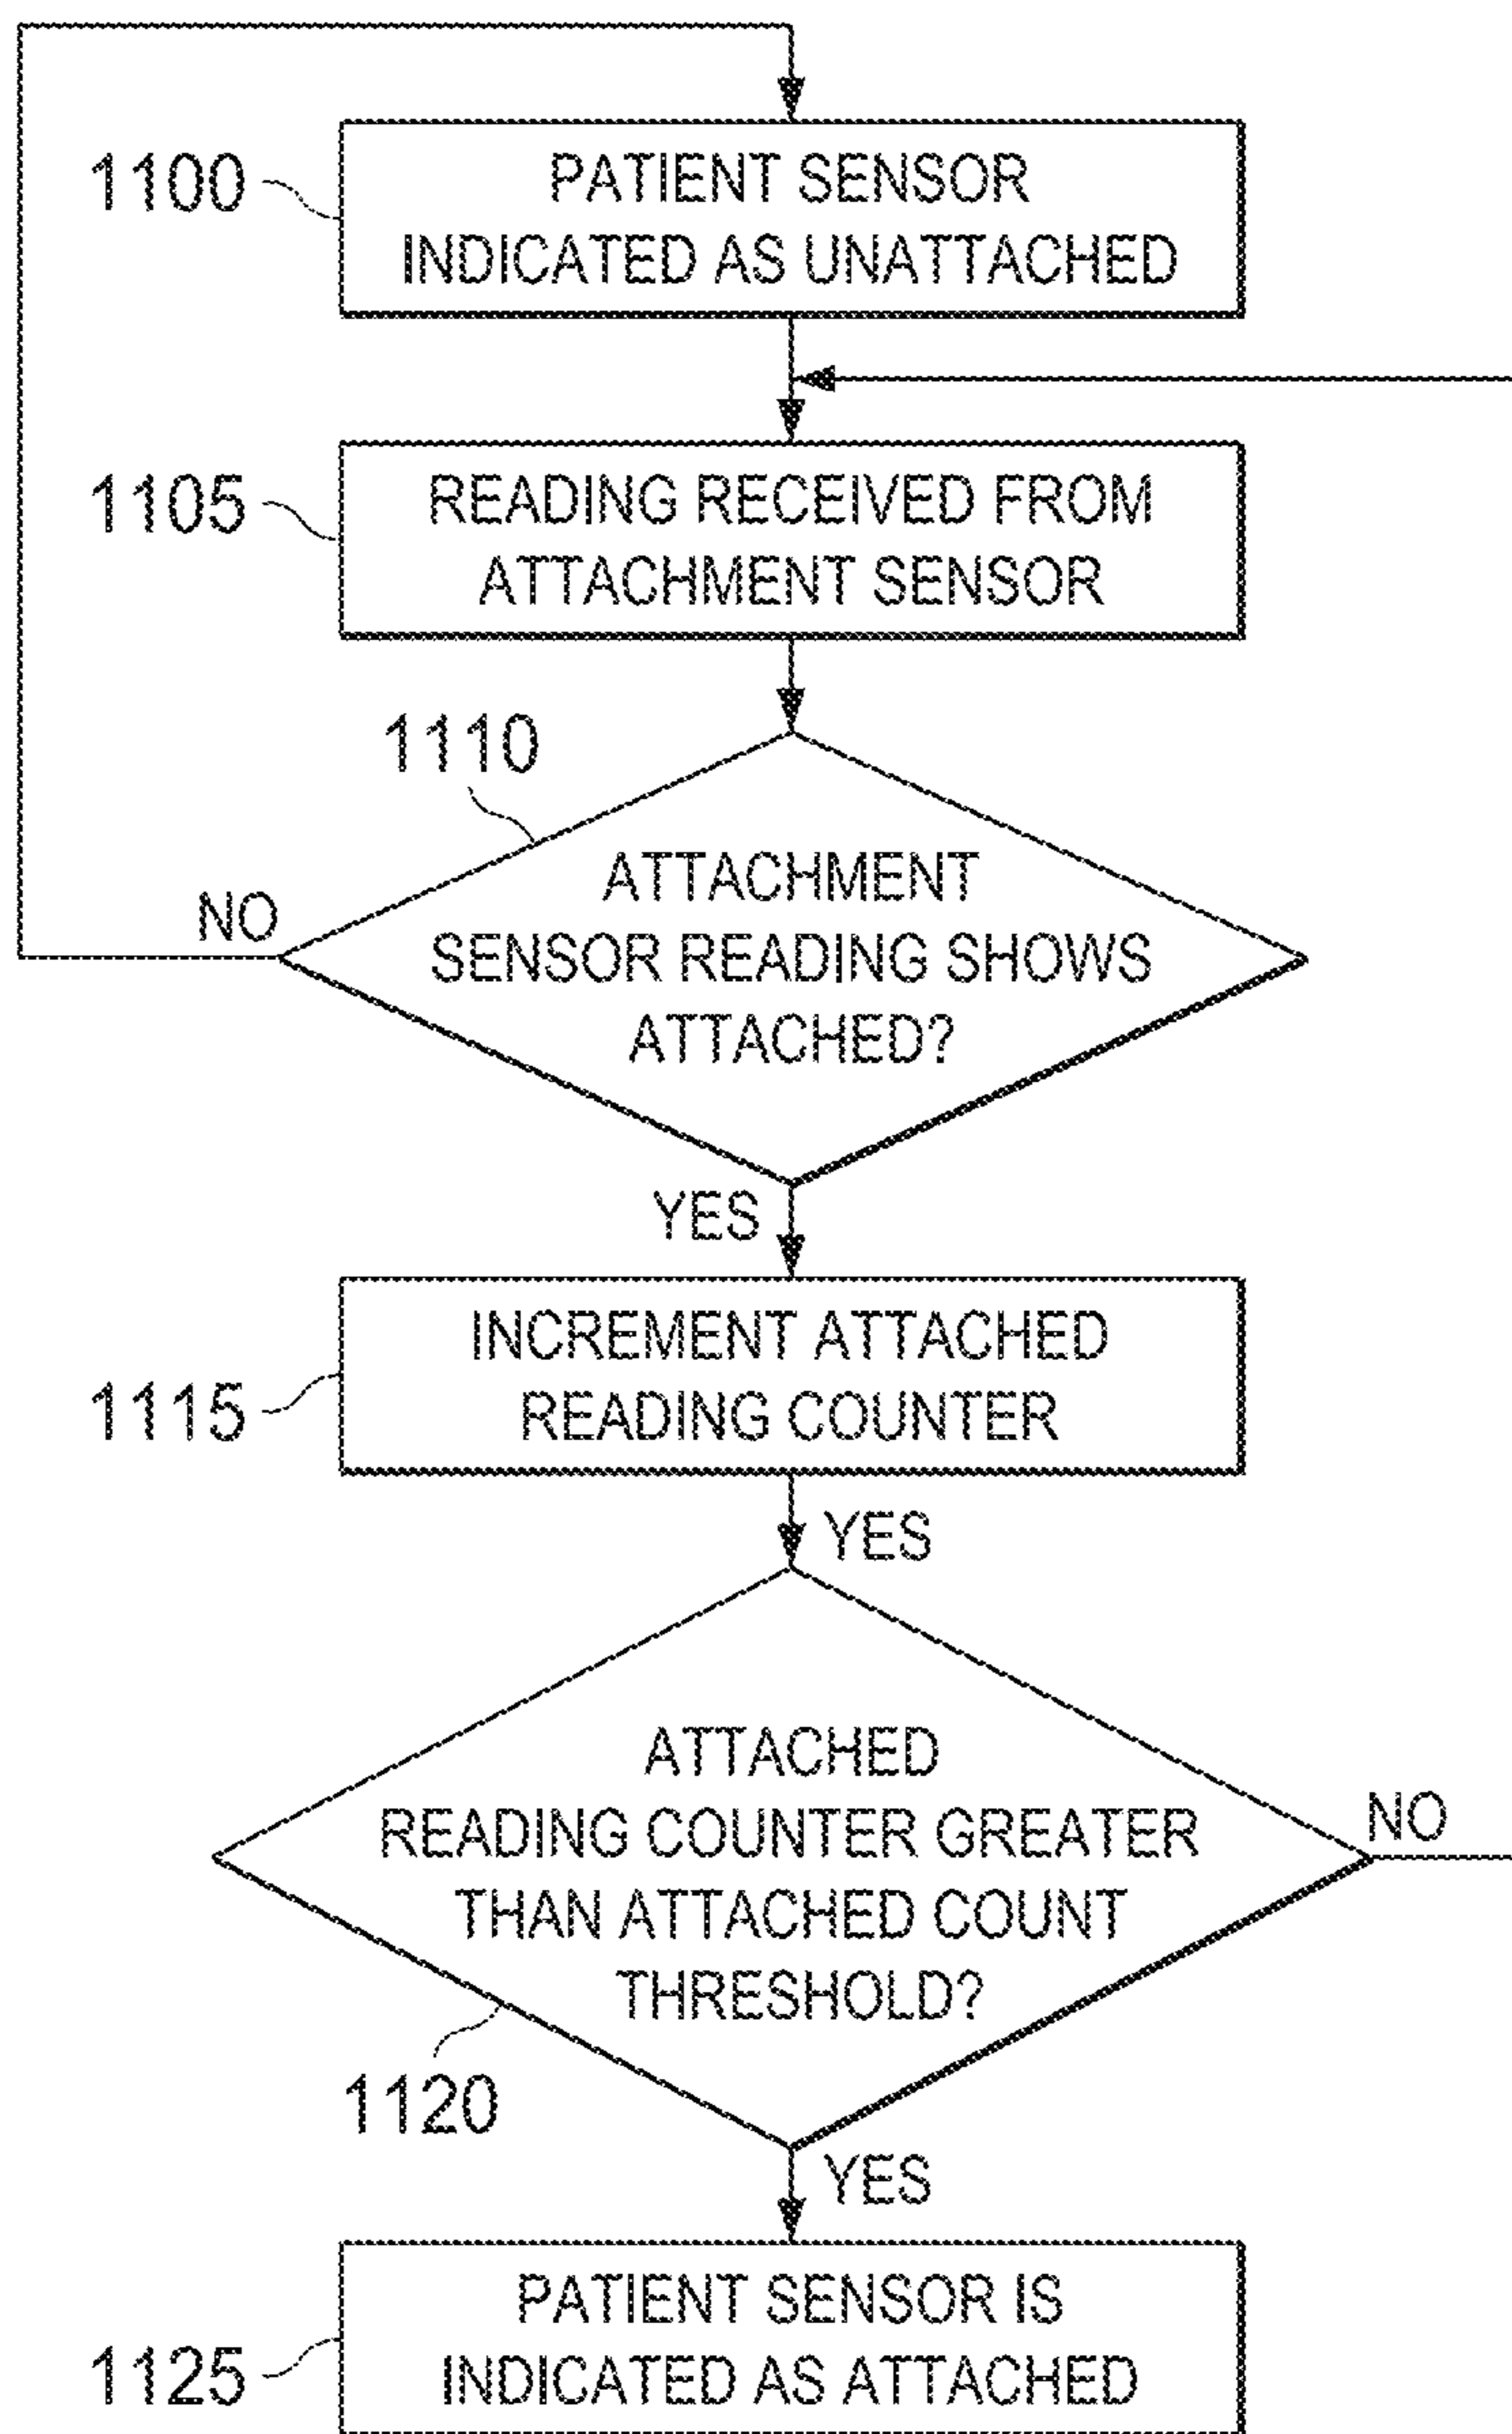 1100
PATIENT SENSOR
INDICATED AS UNATTACHED
1105
READING RECEIVED FROM
ATTACHMENT SENSOR
1110
ATTACHMENT
SENSOR READING SHOWS
ATTACHED?
NO
YES
1115
INCREMENT ATTACHED
READING COUNTER
YES
ATTACHED
READING COUNTER GREATER
THAN ATTACHED COUNT
THRESHOLD?
NO
1120
YES
1125
PATIENT SENSOR IS
INDICATED AS ATTACHED